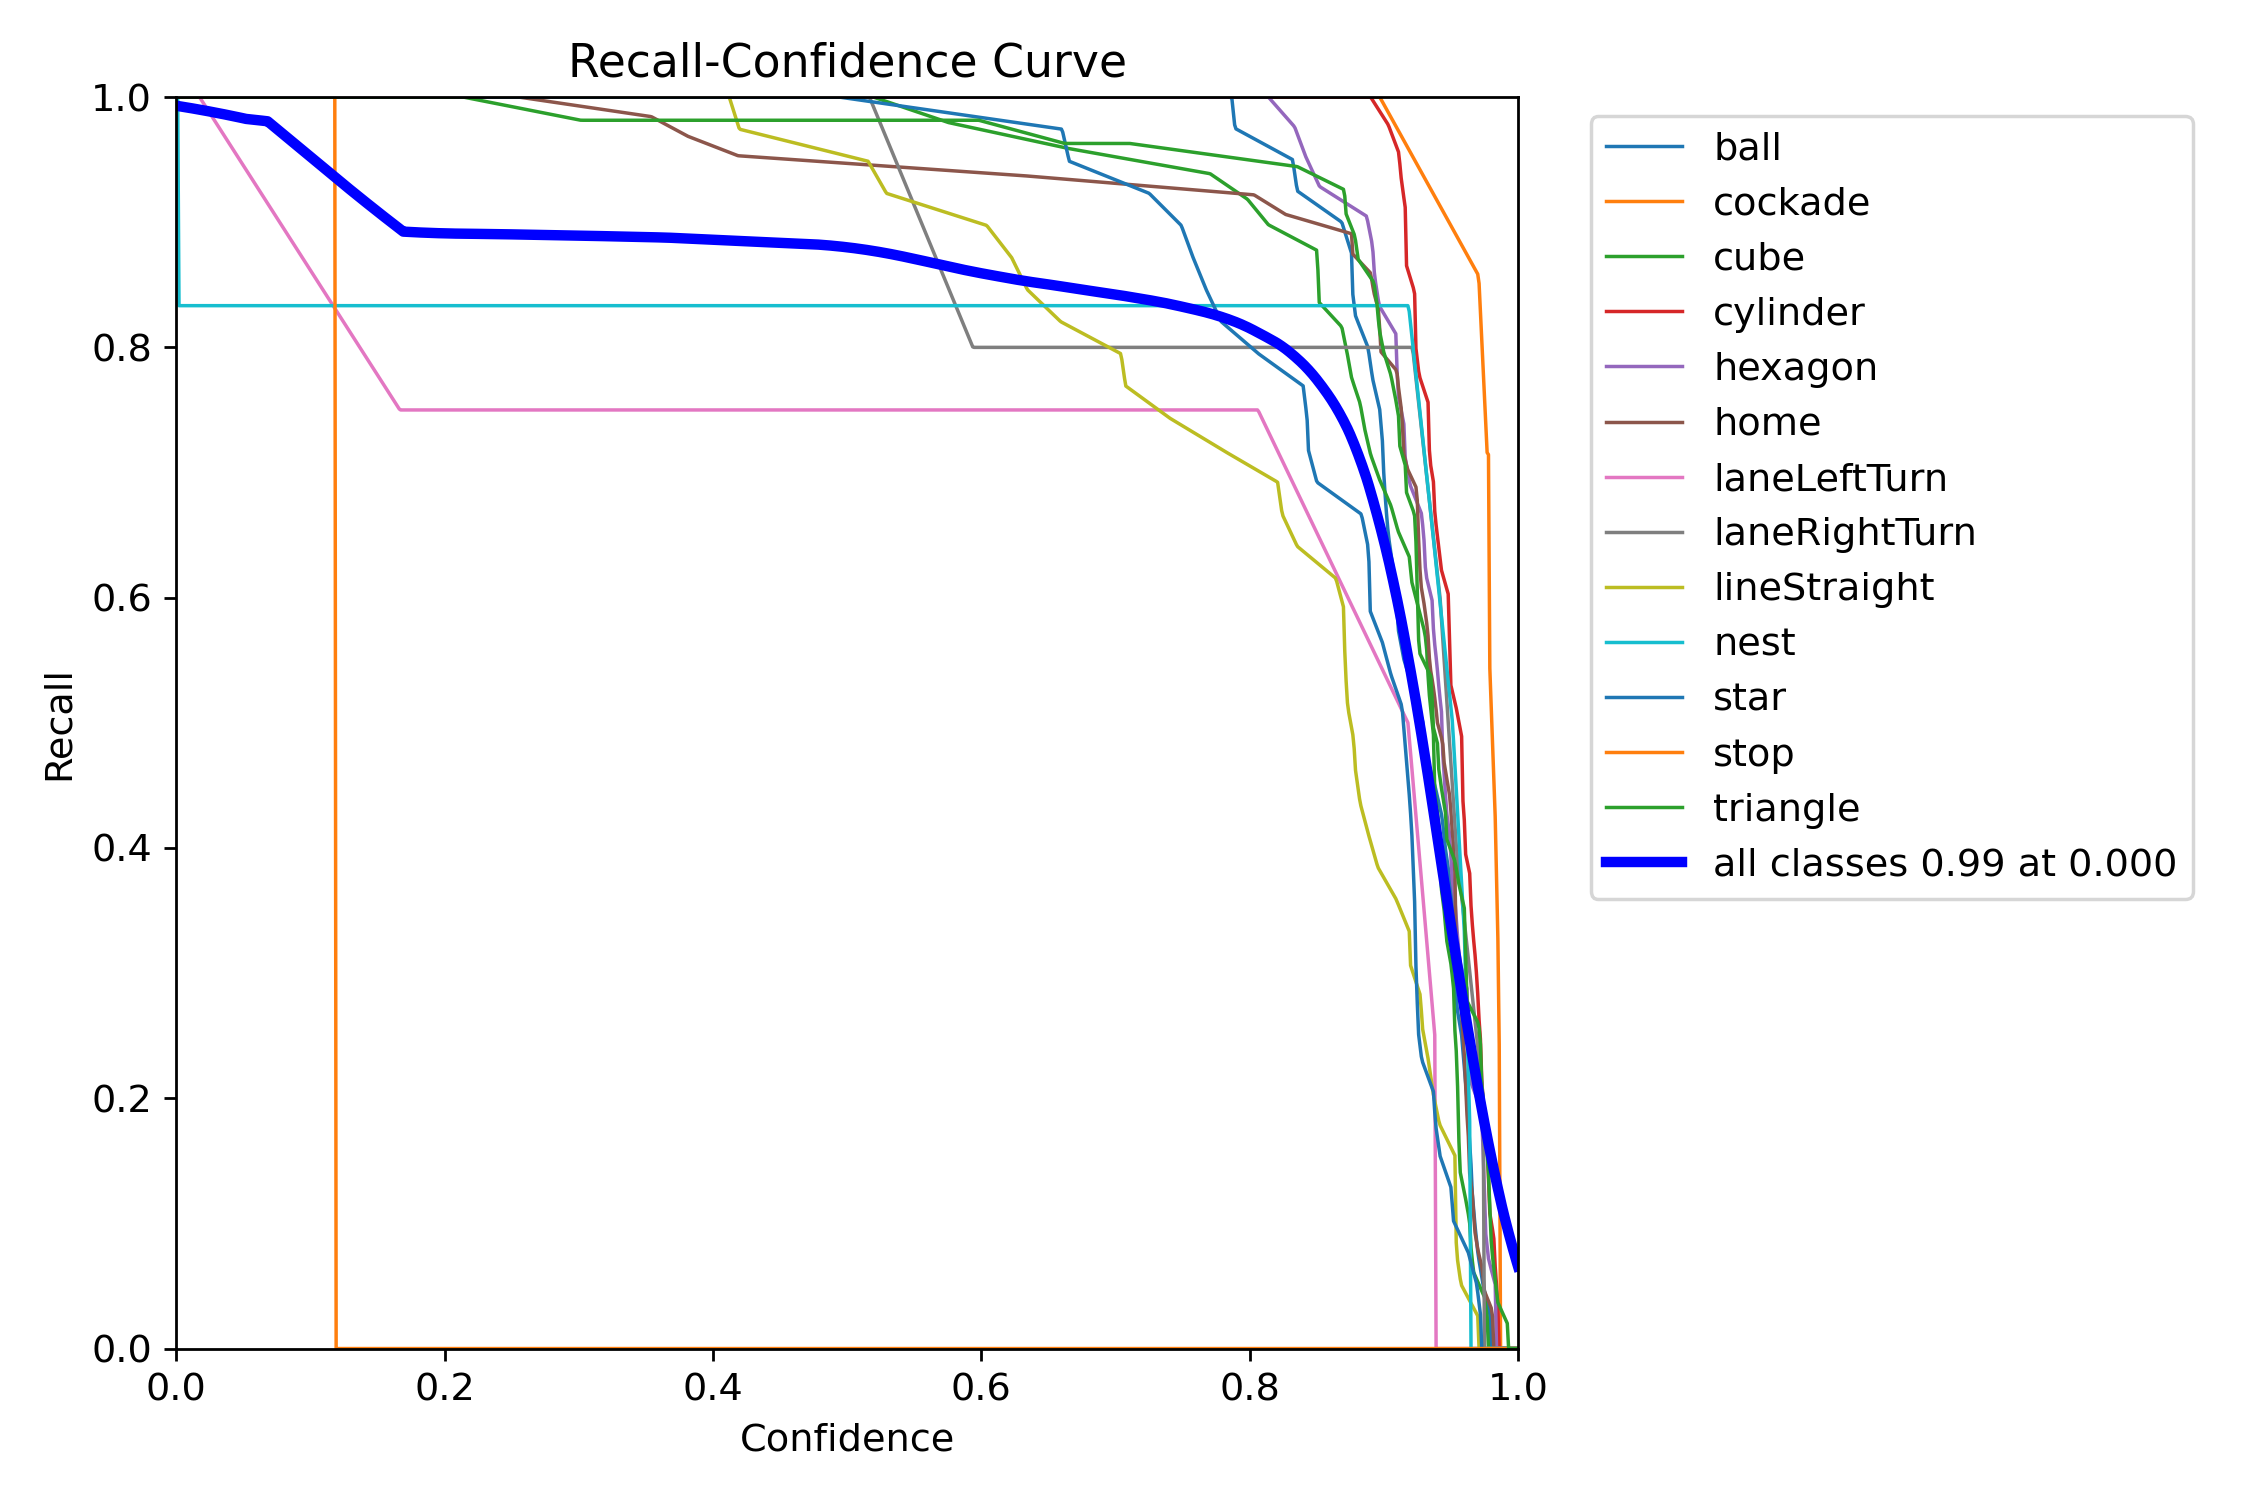 Recall-Confidence Curve
1.0
0.8
0.6
0.4
0.2
0.0
Recall
0.0 0.2 0.4 0.6 0.8 1.0
Confidence
ball
cockade
cube
cylinder
hexagon
home
laneLeftTurn
laneRightTurn
lineStraight
nest
star
stop
triangle
all classes 0.99 at 0.000